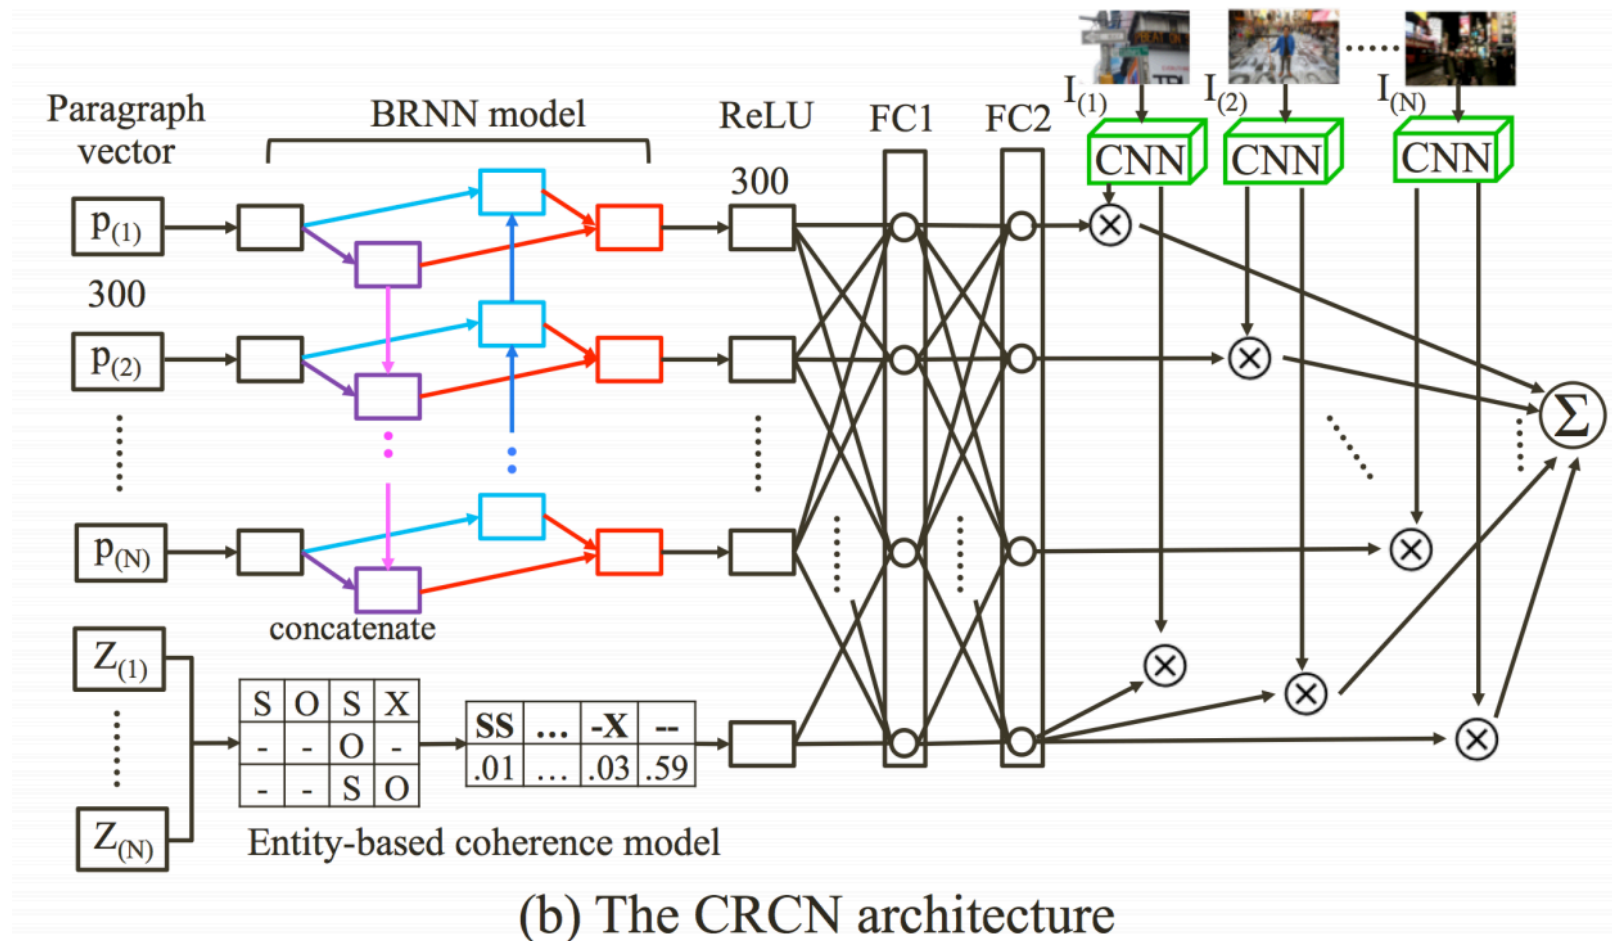 Paragraph vector
BRNN model
ReLU
FC1
FC2
I(1)
I(2)
I(N)
CNN
CNN
CNN
300
p(1)
300
p(2)
p(N)
concatenate
Z(1)
Z(N)
S O S X
- - O -
- - S O
SS ... -X --
.01 ... .03 .59
Entity-based coherence model
Σ
(b) The CRCN architecture